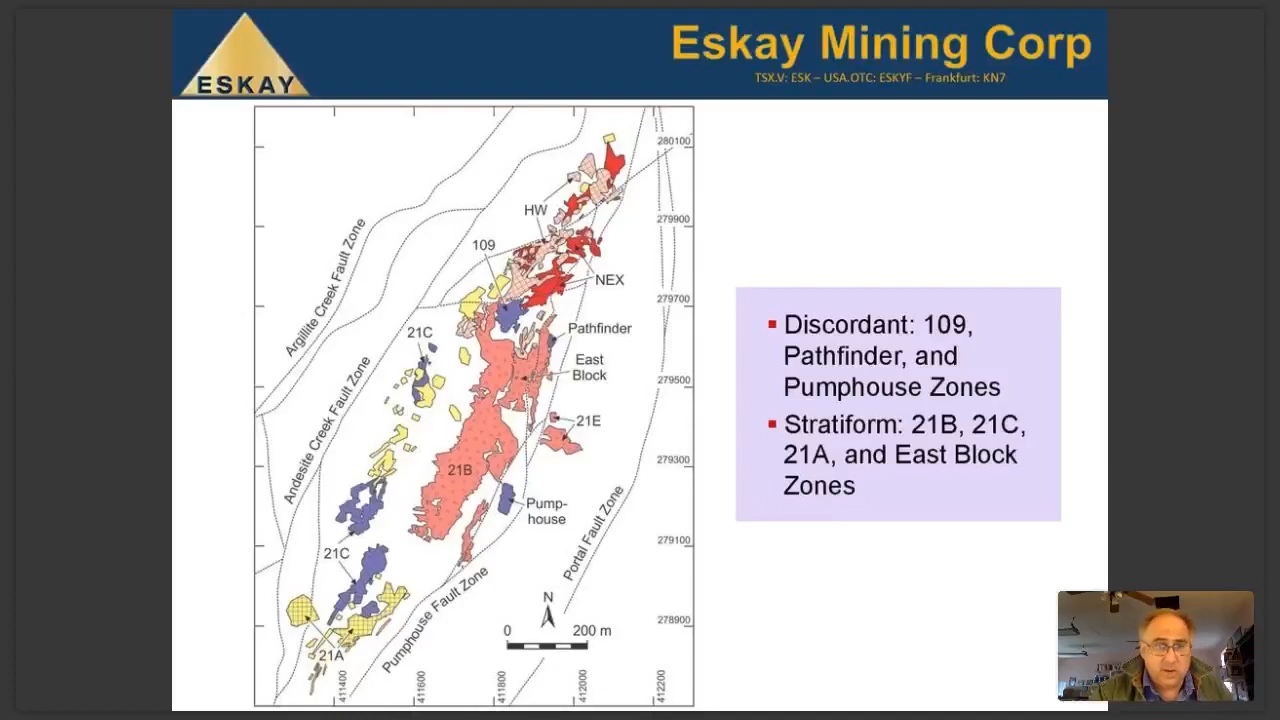 ESKAY
Eskay Mining Corp
TSX.V: ESK – USA.OTC: ESKYF – Frankfurt: KN7
280100
HW
279900
109
NEX
Argillite Creek Fault Zone
279700
21C
Pathfinder
East
Block
279500
21E
Andesite Creek Fault Zone
21B
279300
Pump-
house
21C
279100
Portal Fault Zone
Pumphouse Fault Zone
N
0 200 m
278900
21A
411400
411600
411800
412000
412200
Discordant: 109,
Pathfinder, and
Pumphouse Zones
Stratiform: 21B, 21C,
21A, and East Block
Zones